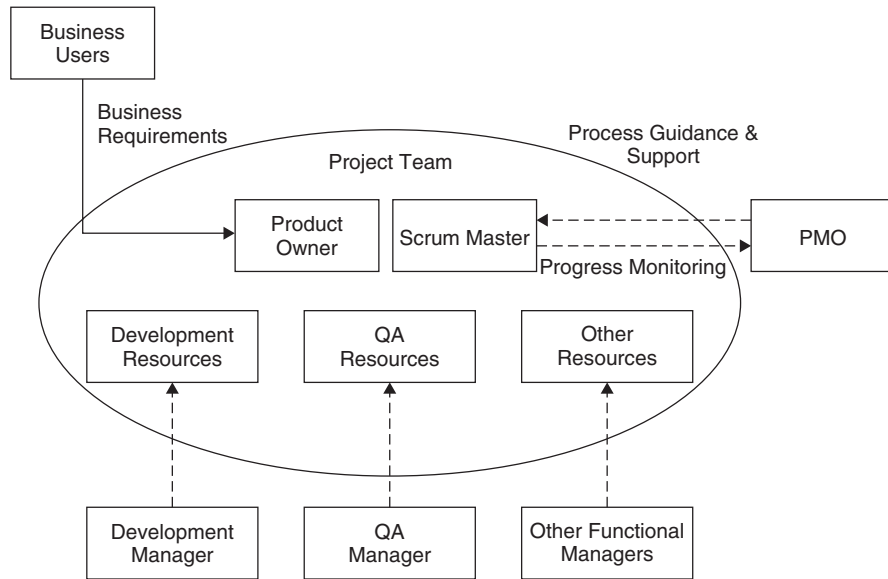 Business
Users
Business
Requirements
Process Guidance &
Support
Project Team
Product
Owner
Scrum Master
PMO
Progress Monitoring
Development
Resources
QA
Resources
Other
Resources
Development
Manager
QA
Manager
Other Functional
Managers